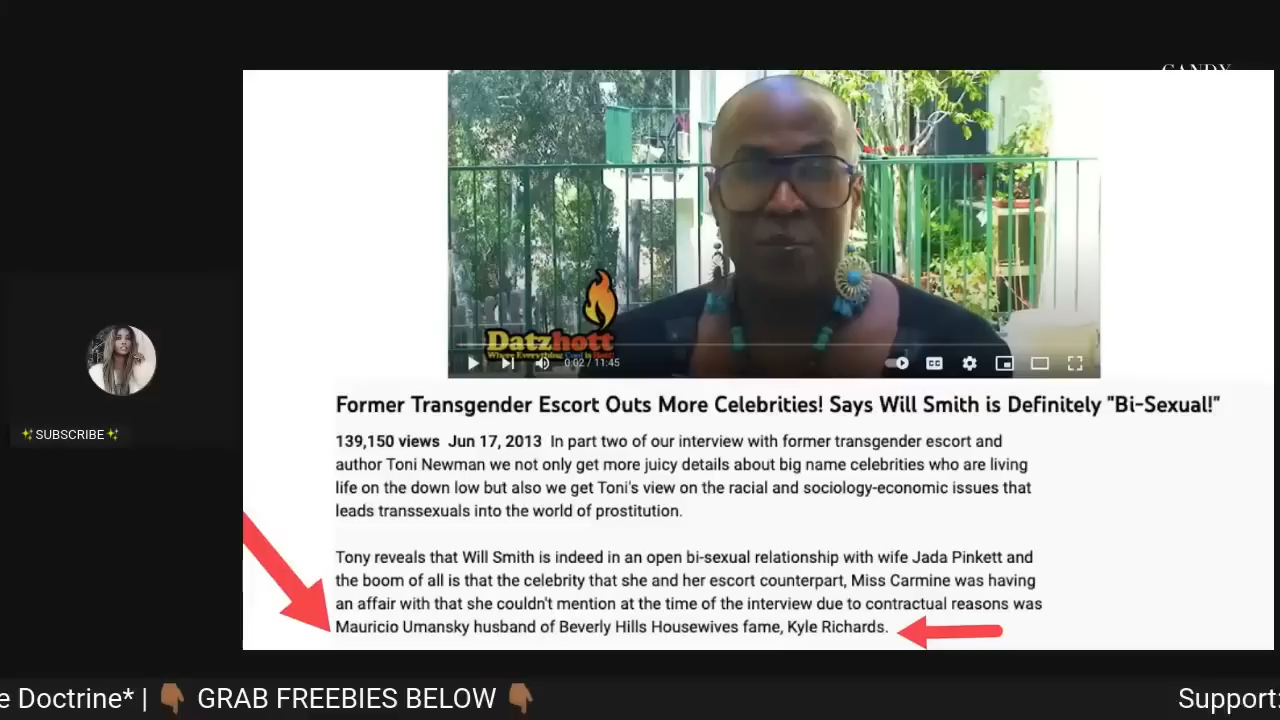 CANDY
Datzhott
Where Everything Cool is Hott!
0:02 / 11:45
CC
Former Transgender Escort Outs More Celebrities! Says Will Smith is Definitely "Bi-Sexual!"
139,150 views Jun 17, 2013 In part two of our interview with former transgender escort and
author Toni Newman we not only get more juicy details about big name celebrities who are living
life on the down low but also we get Toni's view on the racial and sociology-economic issues that
leads transsexuals into the world of prostitution.
Tony reveals that Will Smith is indeed in an open bi-sexual relationship with wife Jada Pinkett and
the boom of all is that the celebrity that she and her escort counterpart, Miss Carmine was having
an affair with that she couldn't mention at the time of the interview due to contractual reasons was
Mauricio Umansky husband of Beverly Hills Housewives fame, Kyle Richards.
✨SUBSCRIBE✨
e Doctrine* | 👇🏾 GRAB FREEBIES BELOW 👇🏾
Support: